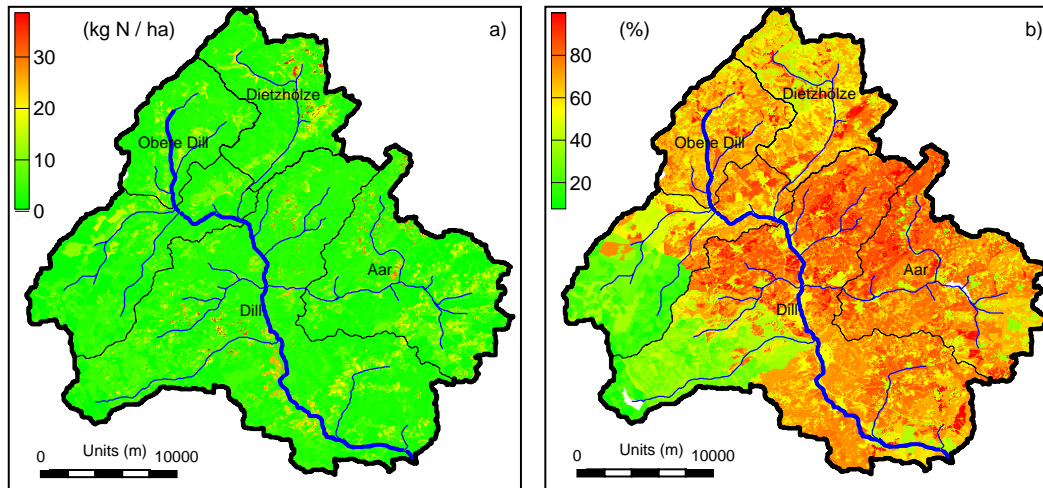 (kg N / ha)
a)
30
20
10
0
Dietzhölze
Obere Dill
Aar
Dill
Units (m)
0
10000
(%)
b)
80
60
40
20
Dietzhölze
Obere Dill
Aar
Dill
Units (m)
0
10000